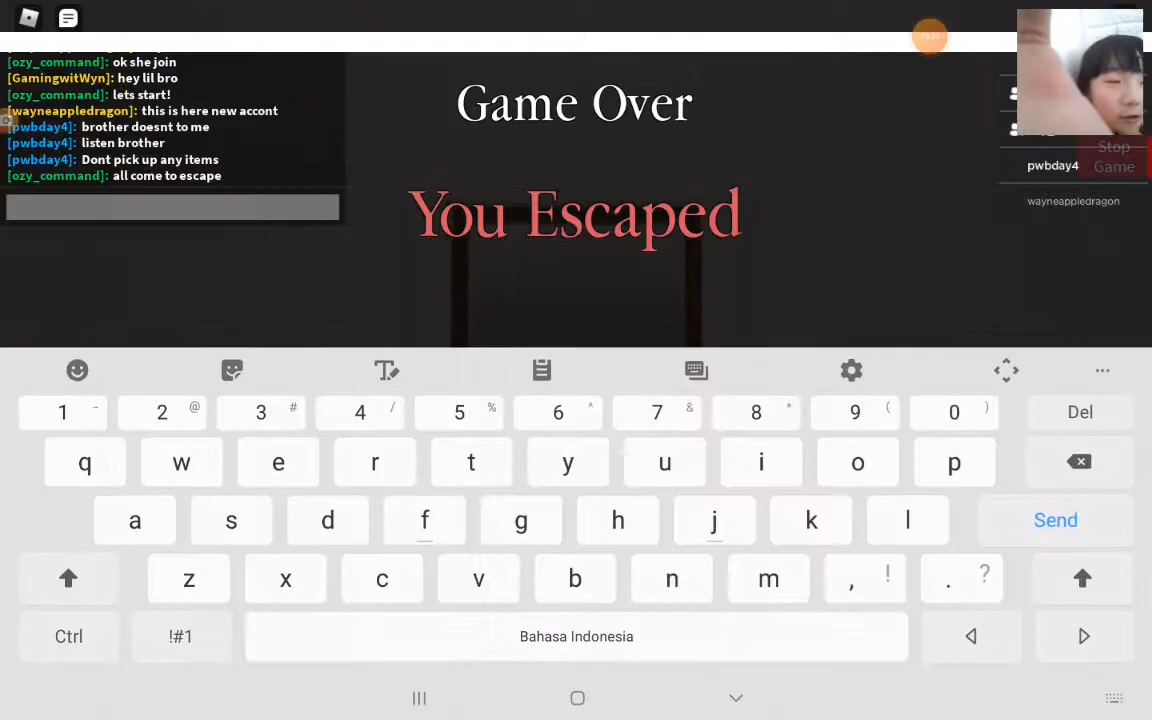 [ozy_command]: ok she join
[GamingwitWyn]: hey lil bro
[ozy_command]: lets start!
[wayneappledragon]: this is here new accont
[pwbday4]: brother doesnt to me
[pwbday4]: listen brother
[pwbday4]: Dont pick up any items
[ozy_command]: all come to escape
Game Over
You Escaped
Stop
Game
pwbday4
wayneappledragon
1 - 2 @ 3 # 4 / 5 % 6 ^ 7 & 8 * 9 ( 0 ) Del
q w e r t y u i o p
a s d f g h j k l Send
z x c v b n m , ! . ?
Ctrl !#1 Bahasa Indonesia